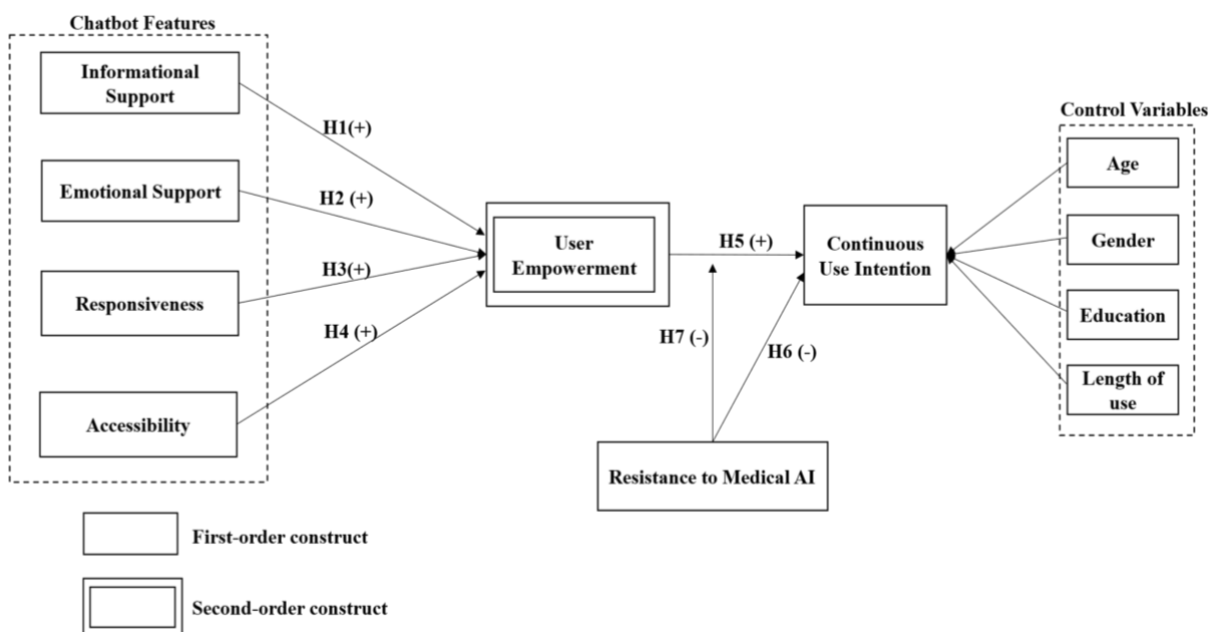 Chatbot Features
Informational
Support
H1(+)
Emotional Support
H2 (+)
Responsiveness
H3(+)
Accessibility
H4 (+)
User
Empowerment
H5 (+)
Continuous
Use Intention
H7 (-)
H6 (-)
Resistance to Medical AI
Control Variables
Age
Gender
Education
Length of
use
First-order construct
Second-order construct